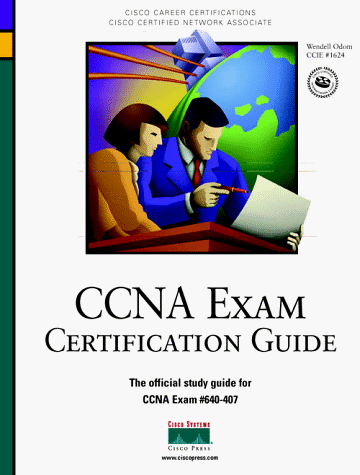 CISCO CAREER CERTIFICATIONS
CISCO CERTIFIED NETWORK ASSOCIATE
Wendell Odom
CCIE #1624
CCNA EXAM
CERTIFICATION GUIDE
The official study guide for
CCNA Exam #640-407
CISCO SYSTEMS
CISCO PRESS
www.ciscopress.com